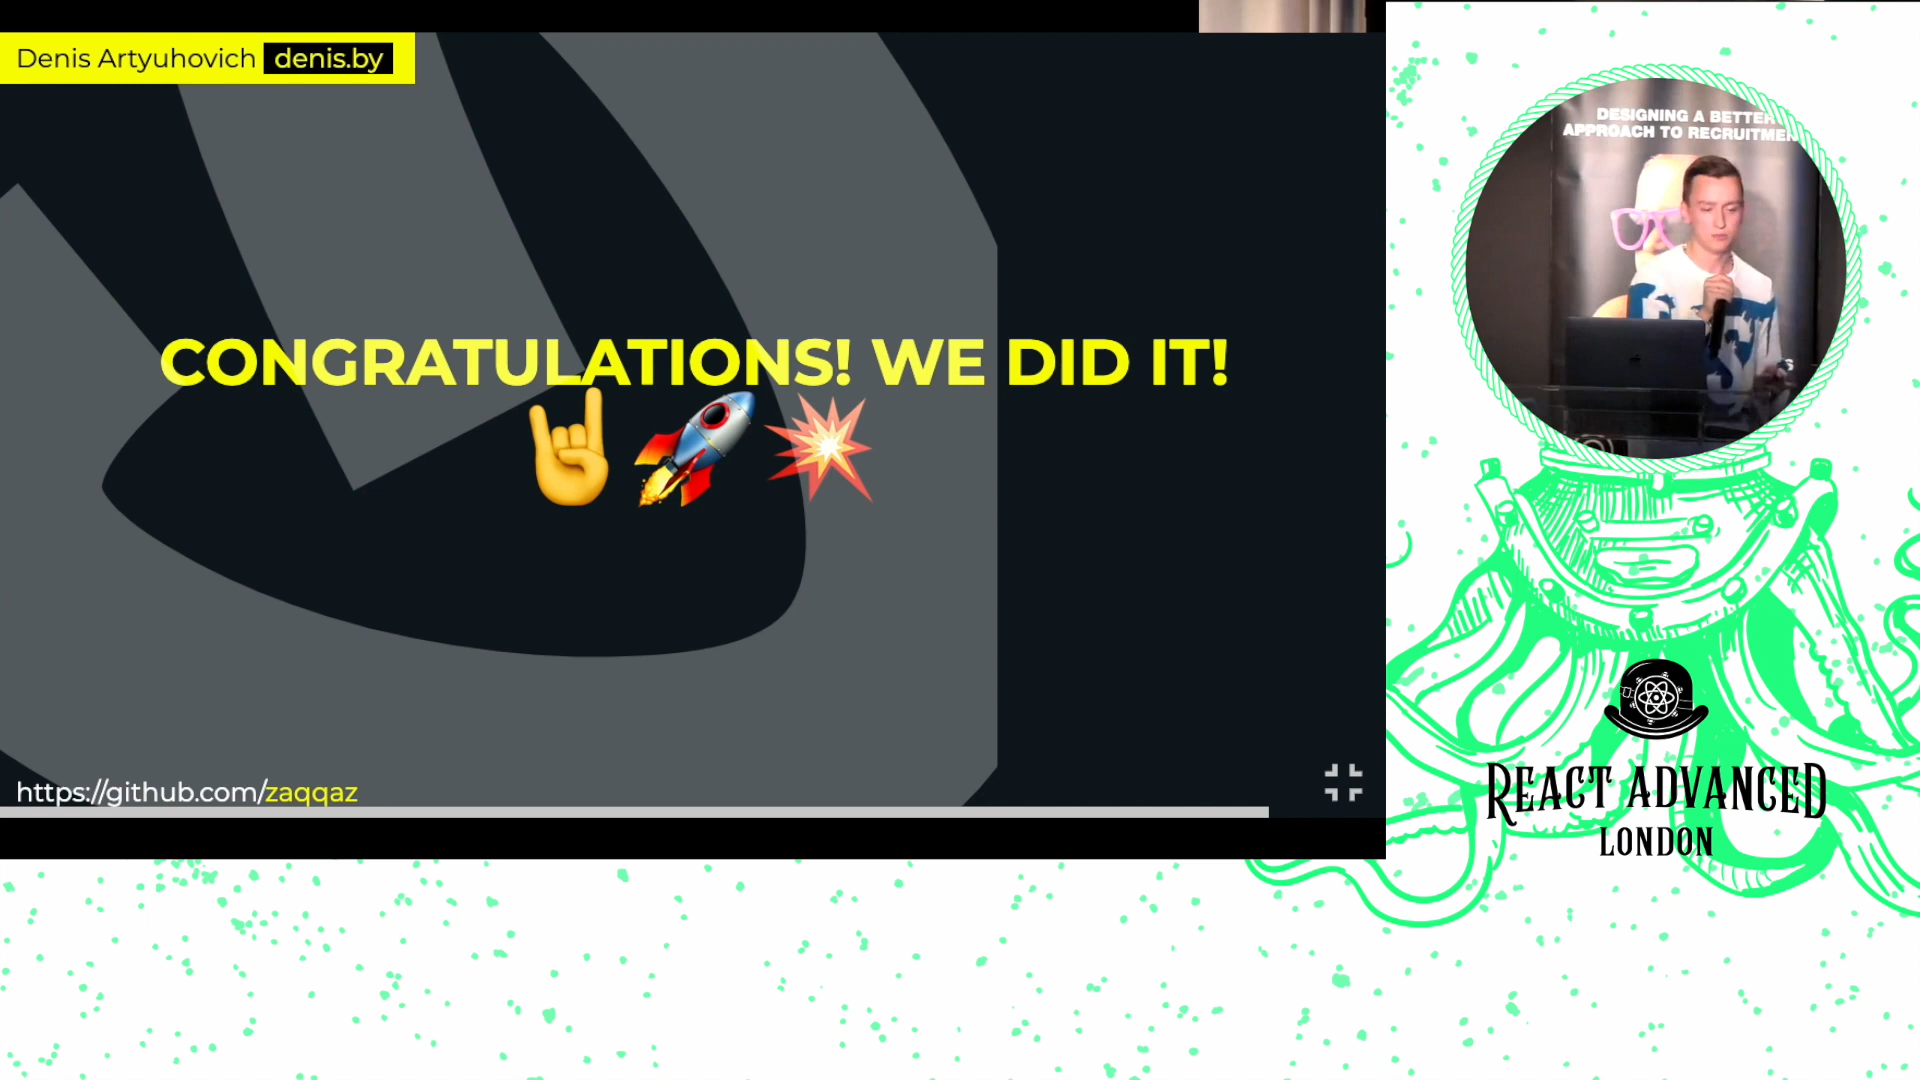 Denis Artyuhovich denis.by
CONGRATULATIONS! WE DID IT!
https://github.com/zaqqaz
DESIGNING A BETTER
APPROACH TO RECRUITMEN
REACT ADVANCED
LONDON